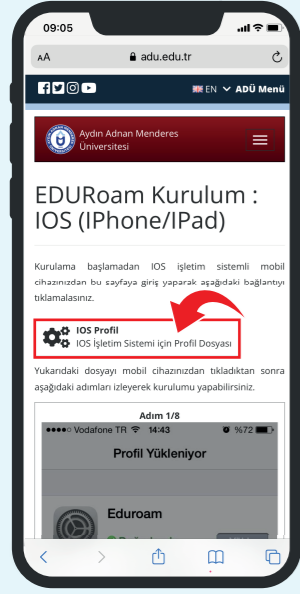 09:05
AA adu.edu.tr
EN ADÜ Menü
Aydın Adnan Menderes
Üniversitesi
EDURoam Kurulum :
IOS (IPhone/IPad)
Kurulama başlamadan IOS işletim sistemli mobil
cihazınızdan bu sayfaya giriş yaparak aşağıdaki bağlantıyı
tıklamalasınız.
IOS Profil
IOS İşletim Sistemi için Profil Dosyası
Yukarıdaki dosyayı mobil cihazınızdan tıkladıktan sonra
aşağıdaki adımları izleyerek kurulumu yapabilirsiniz.
Adım 1/8
Vodafone TR 14:43 %72
Profil Yükleniyor
Eduroam